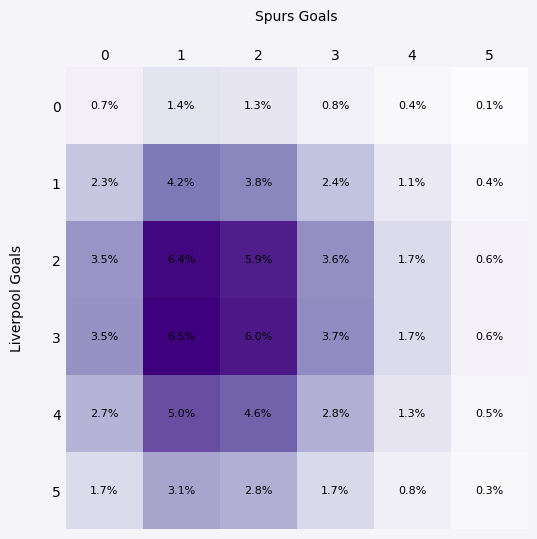 Spurs Goals
0 1 2 3 4 5
0 0.7% 1.4% 1.3% 0.8% 0.4% 0.1%
1 2.3% 4.2% 3.8% 2.4% 1.1% 0.4%
2 3.5% 6.4% 5.9% 3.6% 1.7% 0.6%
Liverpool Goals
3 3.5% 6.5% 6.0% 3.7% 1.7% 0.6%
4 2.7% 5.0% 4.6% 2.8% 1.3% 0.5%
5 1.7% 3.1% 2.8% 1.7% 0.8% 0.3%